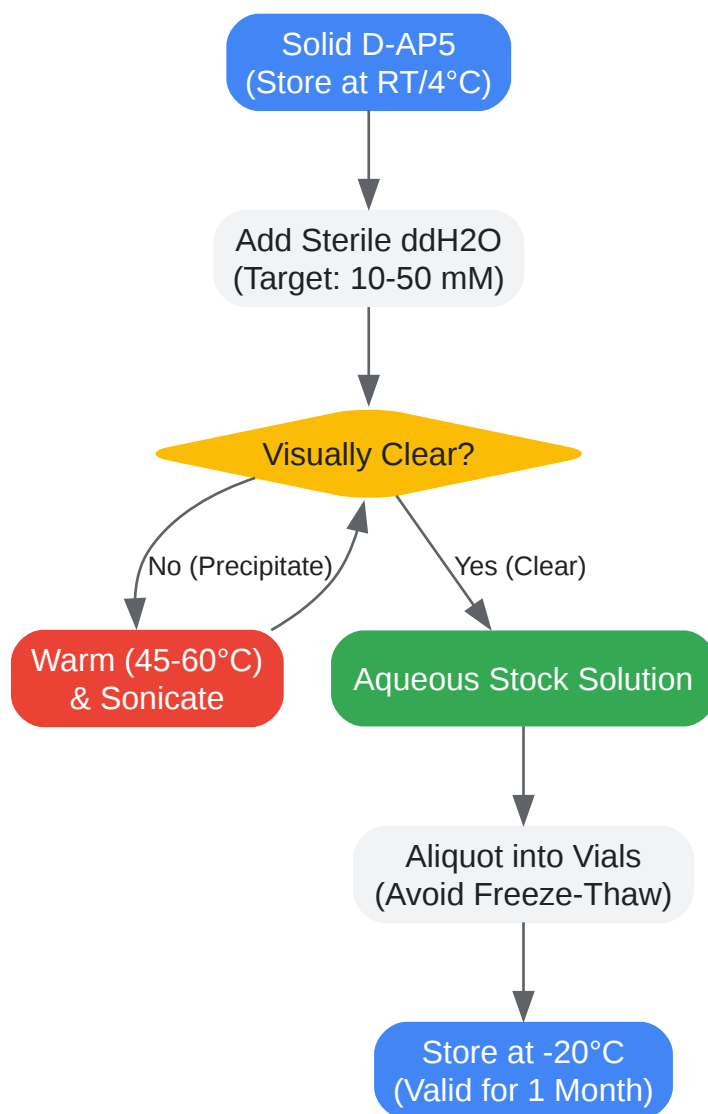 Solid D-AP5
(Store at RT/4°C)
Add Sterile ddH2O
(Target: 10-50 mM)
Visually Clear?
No (Precipitate)
Yes (Clear)
Warm (45-60°C)
& Sonicate
Aqueous Stock Solution
Aliquot into Vials
(Avoid Freeze-Thaw)
Store at -20°C
(Valid for 1 Month)